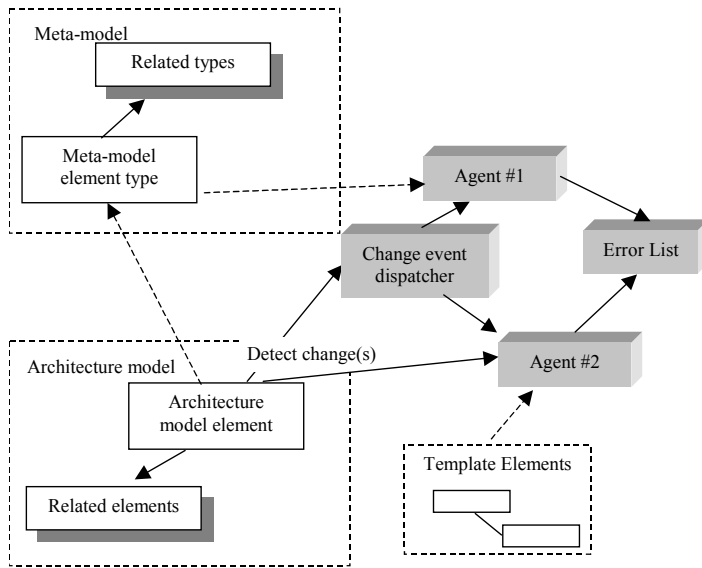 Meta-model
Related types
Meta-model
element type
Agent #1
Change event
dispatcher
Error List
Detect change(s)
Architecture model
Agent #2
Architecture
model element
Template Elements
Related elements